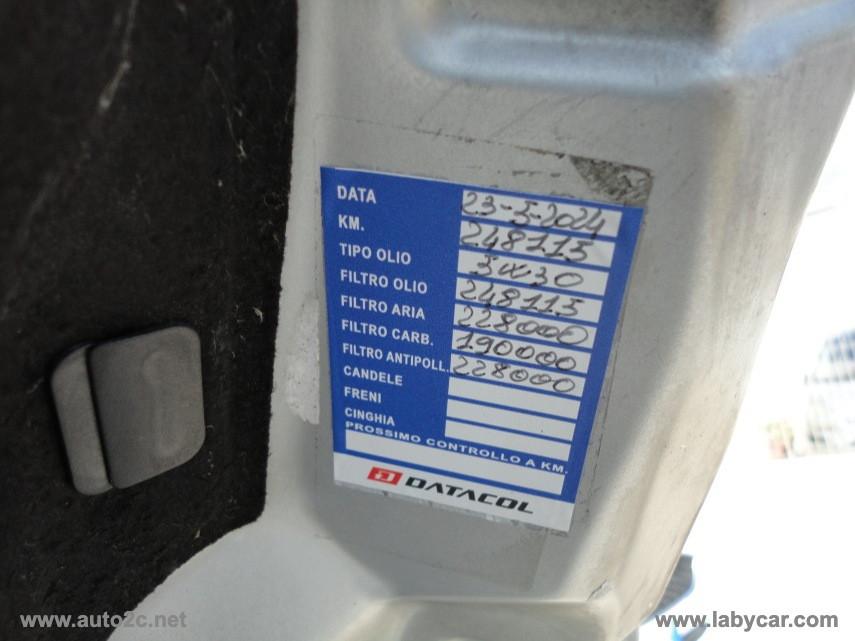 DATA 23-5-2024
KM. 248115
TIPO OLIO 5W30
FILTRO OLIO 248115
FILTRO ARIA 228000
FILTRO CARB. 190000
FILTRO ANTIPOLL. 228000
CANDELE
FRENI
CINGHIA
PROSSIMO CONTROLLO A KM.
DATACOL
www.auto2c.net
www.labycar.com